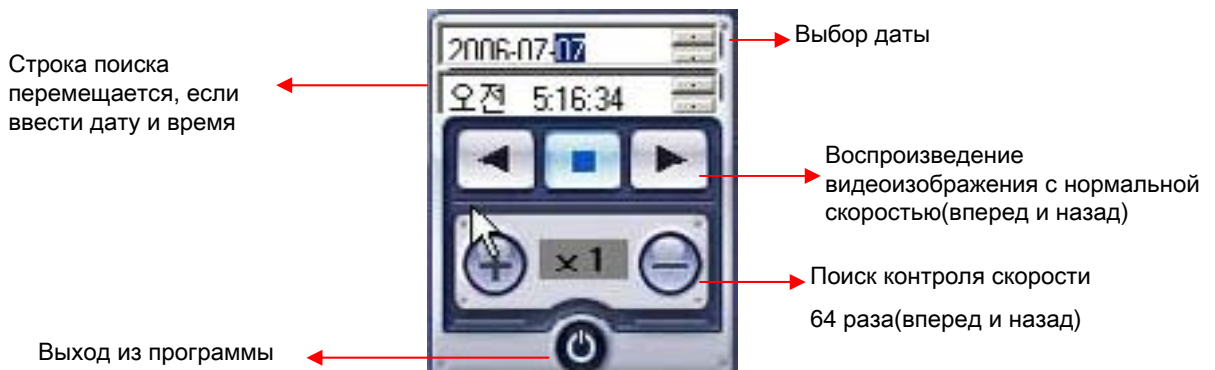 2006-07-07
Выбор даты
Строка поиска
перемещается, если
ввести дату и время
오전 5:16:34
Воспроизведение
видеоизображения с нормальной
скоростью(вперед и назад)
x1
Поиск контроля скорости
64 раза(вперед и назад)
Выход из программы